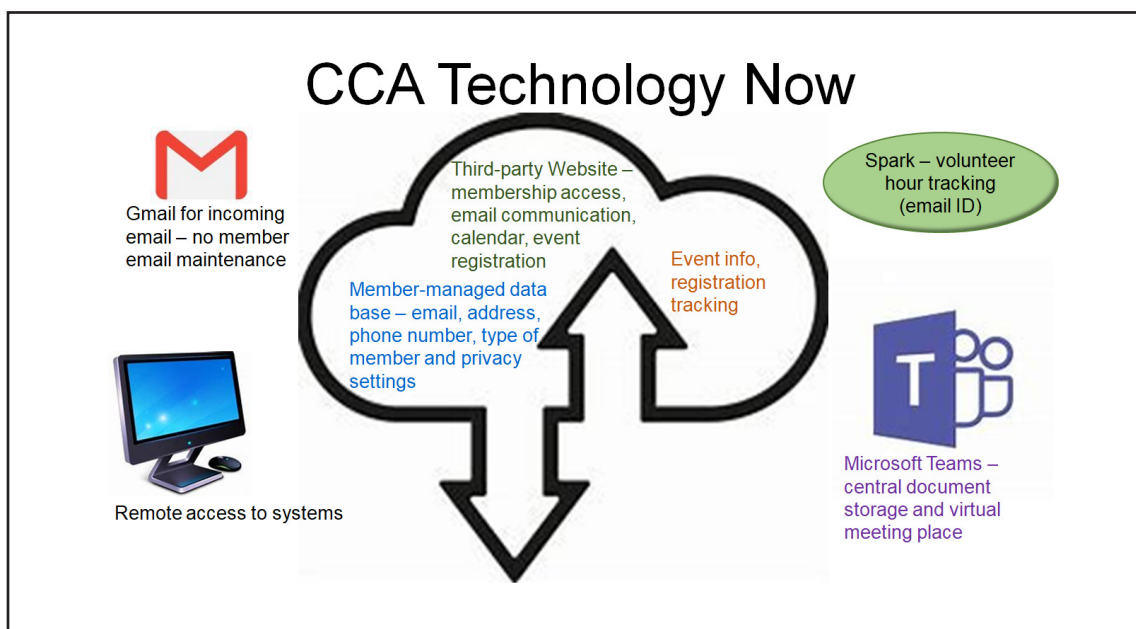 CCA Technology Now
Gmail for incoming
email – no member
email maintenance
Third-party Website –
membership access,
email communication,
calendar, event
registration
Spark – volunteer
hour tracking
(email ID)
Member-managed data
base – email, address,
phone number, type of
member and privacy
settings
Event info,
registration
tracking
Remote access to systems
T
Microsoft Teams –
central document
storage and virtual
meeting place